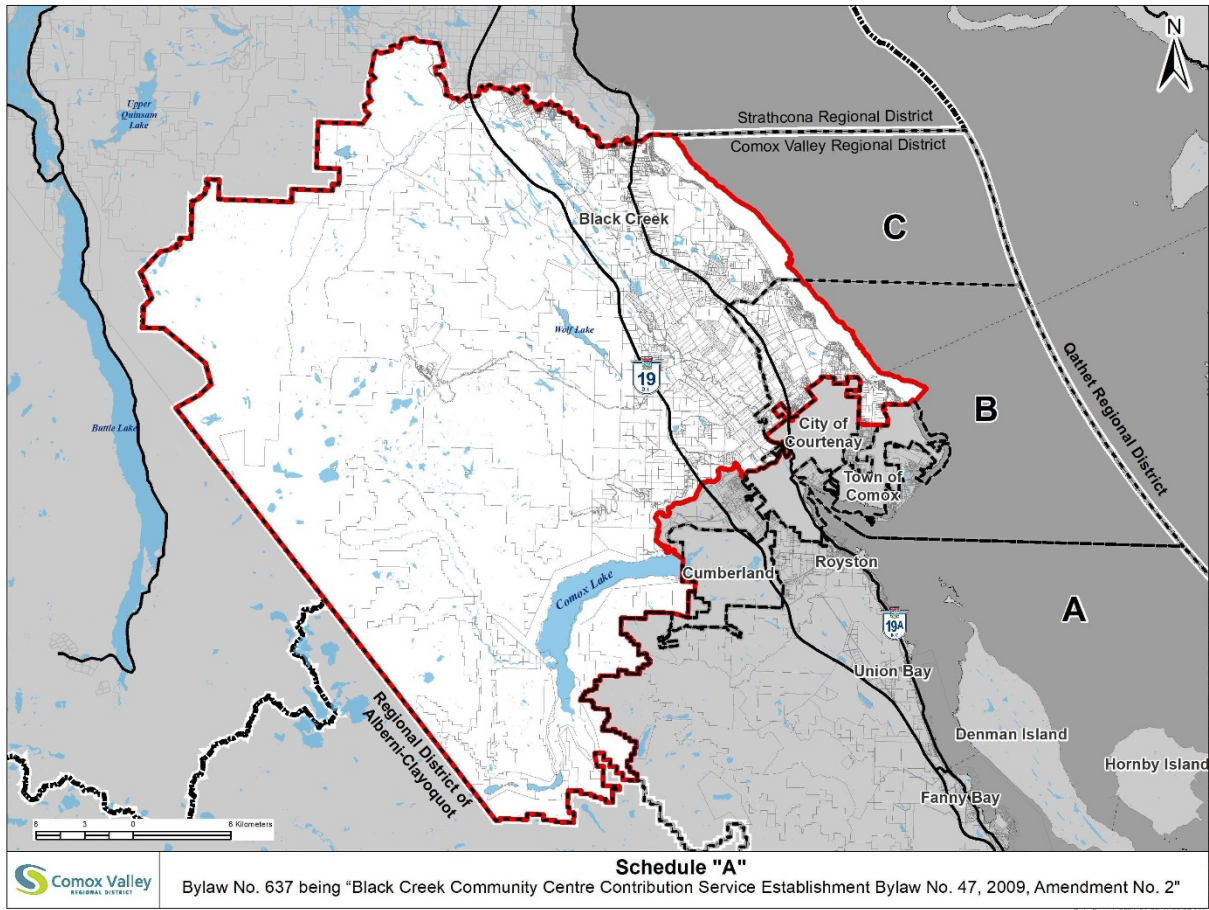 N
Upper
Quinsam
Lake
Strathcona Regional District
Comox Valley Regional District
Black Creek
C
Wolf Lake
19
Qathet Regional District
B
City of
Courtenay
Buttle Lake
Town of
Comox
Royston
Cumberland
Comox Lake
A
19A
Union Bay
Regional District of
Alberni-Clayoquot
Denman Island
Hornby Island
Fanny Bay
6 3 0 6 Kilometers
Schedule "A"
Comox Valley
REGIONAL DISTRICT
Bylaw No. 637 being “Black Creek Community Centre Contribution Service Establishment Bylaw No. 47, 2009, Amendment No. 2"